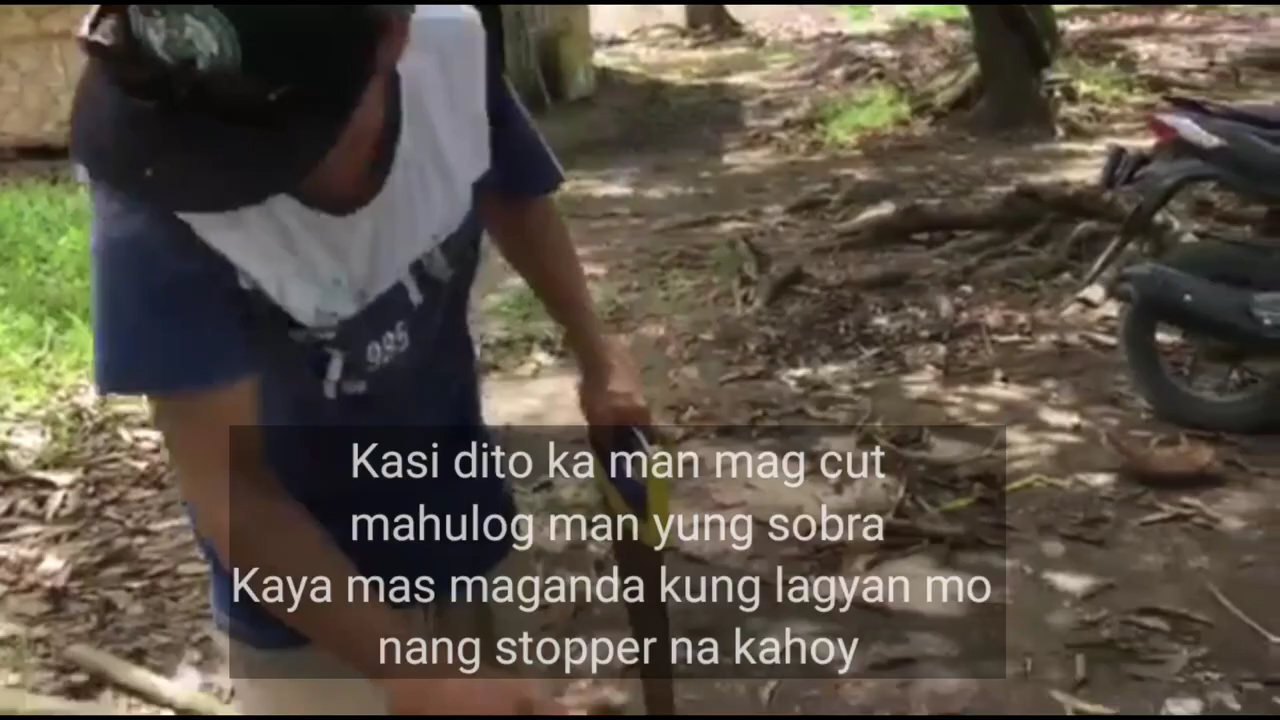 995
Kasi dito ka man mag cut
mahulog man yung sobra
Kaya mas maganda kung lagyan mo
nang stopper na kahoy